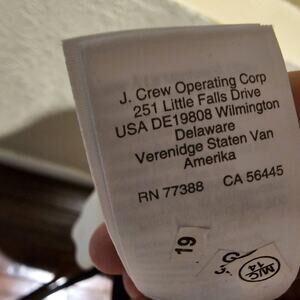 J. Crew Operating Corp
251 Little Falls Drive
USA DE19808 Wilmington
Delaware
Verenidge Staten Van
Amerika
RN 77388 CA 56445
19
M/C
14